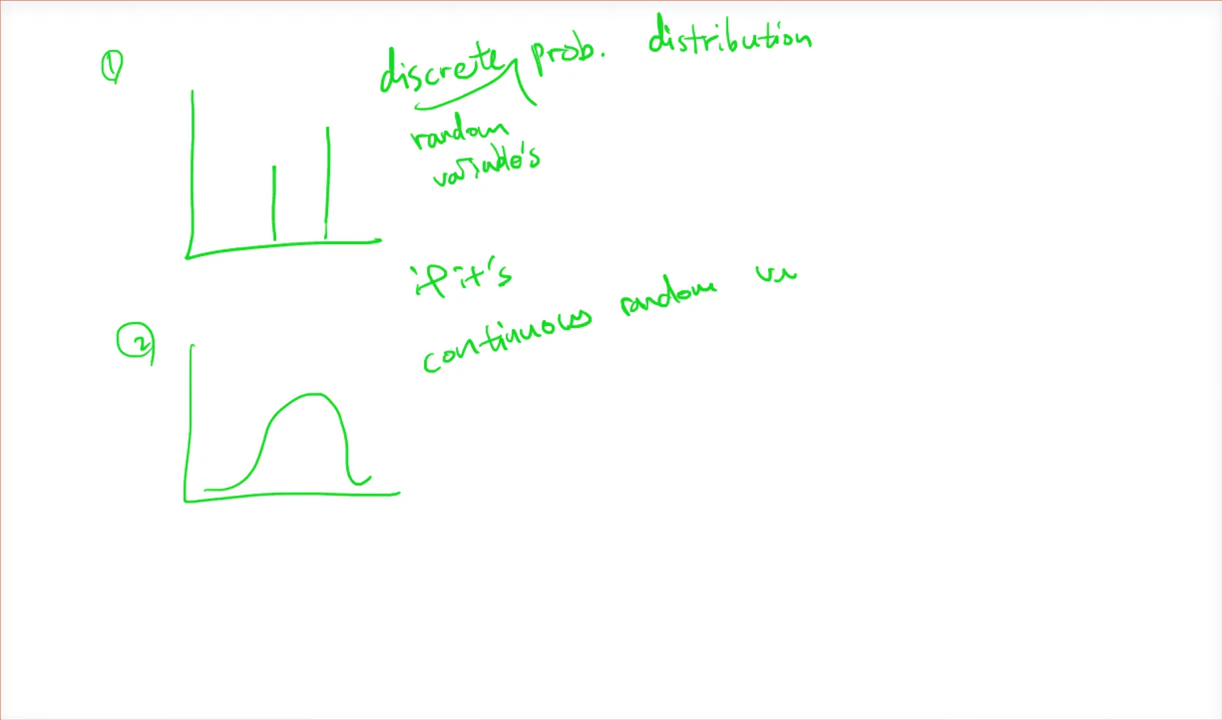 ①
discrete prob. distribution
random
variable's
if it's
②
continuous random